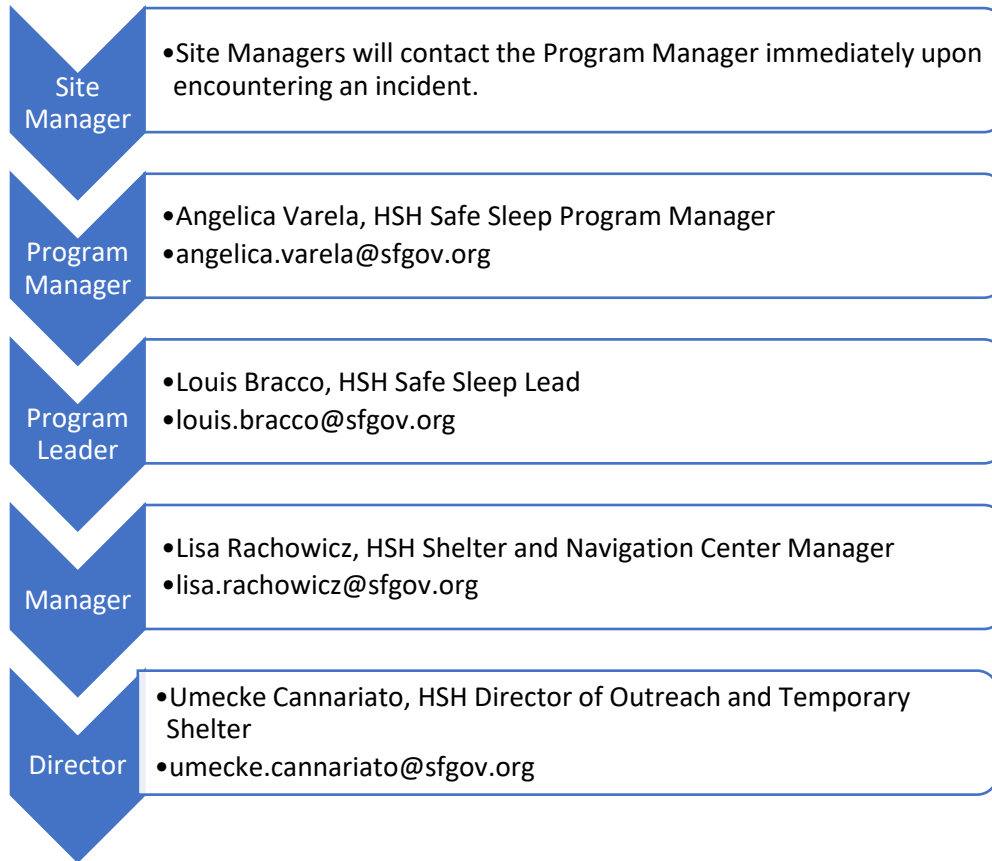 Site
Manager
•Site Managers will contact the Program Manager immediately upon
encountering an incident.
Program
Manager
•Angelica Varela, HSH Safe Sleep Program Manager
•angelica.varela@sfgov.org
Program
Leader
•Louis Bracco, HSH Safe Sleep Lead
•louis.bracco@sfgov.org
Manager
•Lisa Rachowicz, HSH Shelter and Navigation Center Manager
•lisa.rachowicz@sfgov.org
Director
•Umecke Cannariato, HSH Director of Outreach and Temporary
Shelter
•umecke.cannariato@sfgov.org